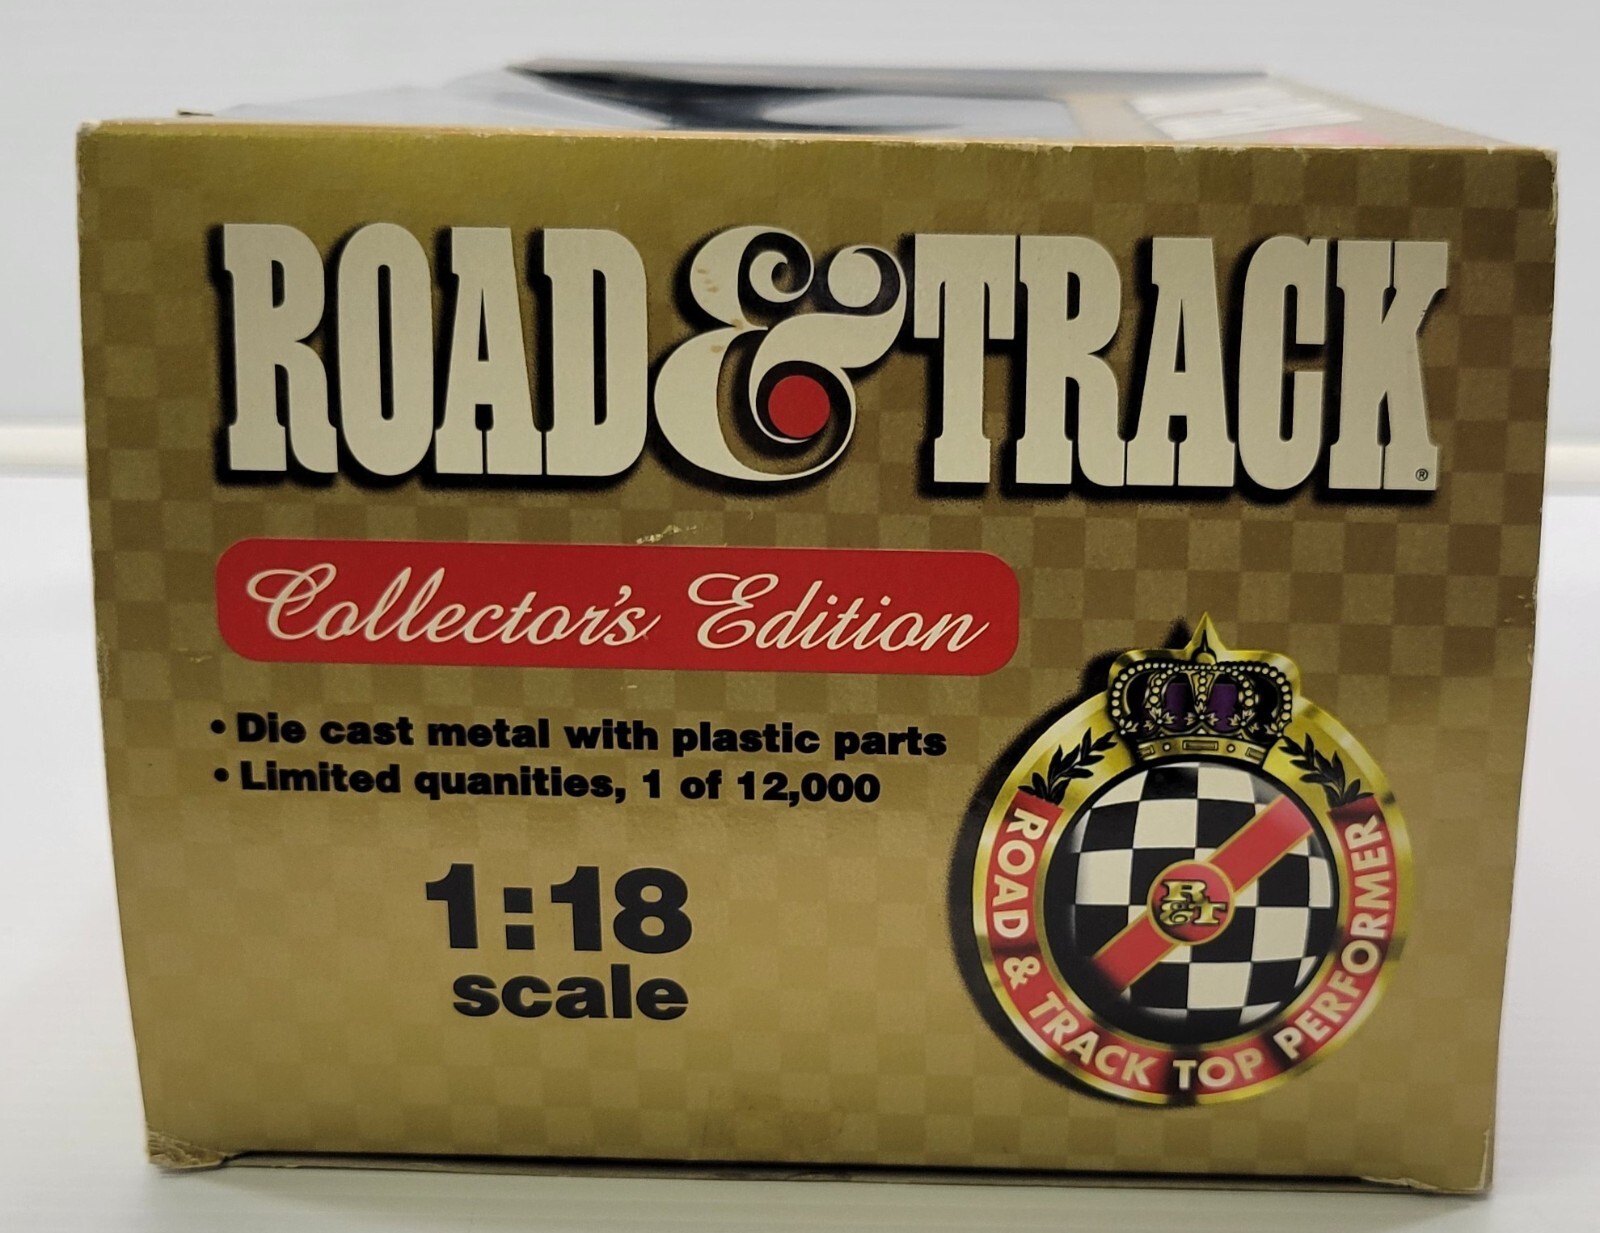 ROAD & TRACK®
Collector's Edition
• Die cast metal with plastic parts
• Limited quanities, 1 of 12,000
1:18
scale
R&T
ROAD & TRACK TOP PERFORMER